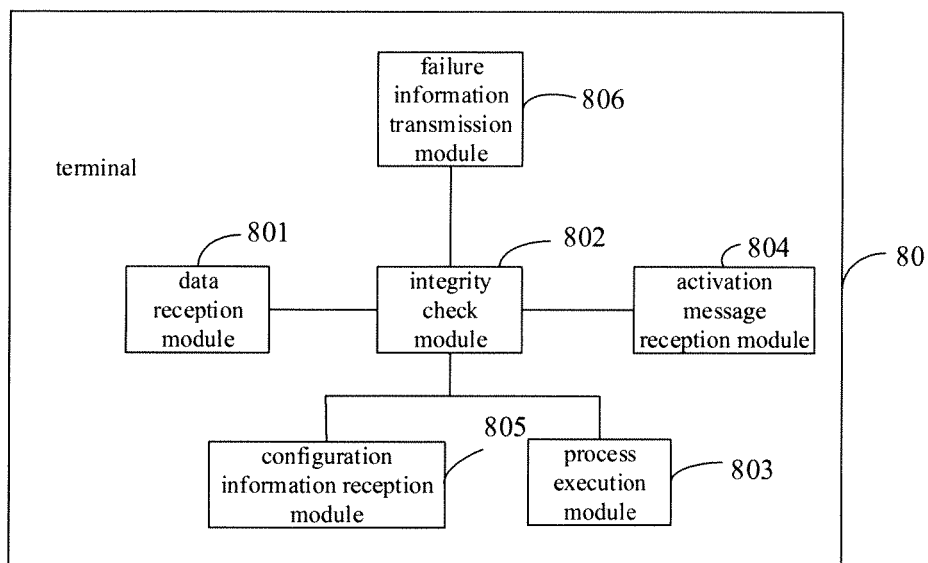 failure
information
transmission
module
806
terminal
801
802
804
80
data
reception
module
integrity
check
module
activation
message
reception module
805
configuration
information reception
module
process
execution
module
803